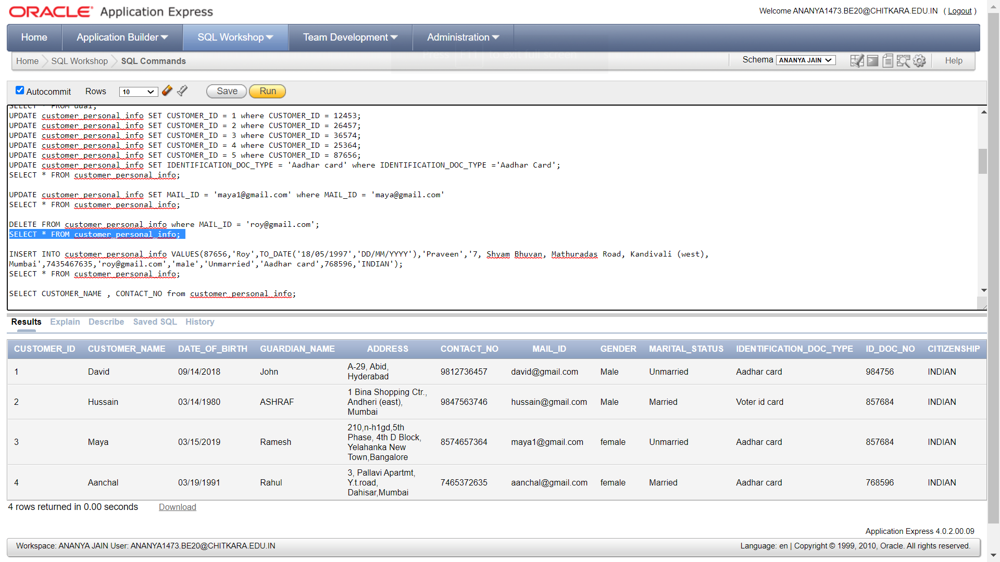 ORACLE Application Express
Welcome ANANYA1473.BE20@CHITKARA.EDU.IN ( Logout )
Home Application Builder SQL Workshop Team Development Administration
Press F11 to exit full screen
Home SQL Workshop SQL Commands Schema ANANYA JAIN Help
Autocommit Rows 10 Save Run
SELECT * FROM dual;
UPDATE customer_personal_info SET CUSTOMER_ID = 1 where CUSTOMER_ID = 12453;
UPDATE customer_personal_info SET CUSTOMER_ID = 2 where CUSTOMER_ID = 26457;
UPDATE customer_personal_info SET CUSTOMER_ID = 3 where CUSTOMER_ID = 36574;
UPDATE customer_personal_info SET CUSTOMER_ID = 4 where CUSTOMER_ID = 25364;
UPDATE customer_personal_info SET CUSTOMER_ID = 5 where CUSTOMER_ID = 87656;
UPDATE customer_personal_info SET IDENTIFICATION_DOC_TYPE = 'Aadhar card' where IDENTIFICATION_DOC_TYPE ='Aadhar Card';
SELECT * FROM customer_personal_info;
UPDATE customer_personal_info SET MAIL_ID = 'maya1@gmail.com' where MAIL_ID = 'maya@gmail.com'
SELECT * FROM customer_personal_info;
DELETE FROM customer_personal_info where MAIL_ID = 'roy@gmail.com';
SELECT * FROM customer_personal_info;
INSERT INTO customer_personal_info VALUES(87656,'Roy',TO_DATE('18/05/1997','DD/MM/YYYY'),'Praveen','7, Shyam Bhuvan, Mathuradas Road, Kandivali (west),
Mumbai',7435467635,'roy@gmail.com','male','Unmarried','Aadhar card',768596,'INDIAN');
SELECT * FROM customer_personal_info;
SELECT CUSTOMER_NAME , CONTACT_NO from customer_personal_info;
Results Explain Describe Saved SQL History
CUSTOMER_ID CUSTOMER_NAME DATE_OF_BIRTH GUARDIAN_NAME ADDRESS CONTACT_NO MAIL_ID GENDER MARITAL_STATUS IDENTIFICATION_DOC_TYPE ID_DOC_NO CITIZENSHIP
1 David 09/14/2018 John A-29, Abid, Hyderabad 9812736457 david@gmail.com Male Unmarried Aadhar card 984756 INDIAN
2 Hussain 03/14/1980 ASHRAF 1 Bina Shopping Ctr., Andheri (east), Mumbai 9847563746 hussain@gmail.com Male Married Voter id card 857684 INDIAN
3 Maya 03/15/2019 Ramesh 210,n-h1gd,5th Phase, 4th D Block, Yelahanka New Town,Bangalore 8574657364 maya1@gmail.com female Unmarried Aadhar card 857684 INDIAN
4 Aanchal 03/19/1991 Rahul 3, Pallavi Apartmt, Y.t.road, Dahisar,Mumbai 7465372635 aanchal@gmail.com female Married Aadhar card 768596 INDIAN
4 rows returned in 0.00 seconds Download
Application Express 4.0.2.00.09
Workspace: ANANYA JAIN User: ANANYA1473.BE20@CHITKARA.EDU.IN Language: en | Copyright © 1999, 2010, Oracle. All rights reserved.